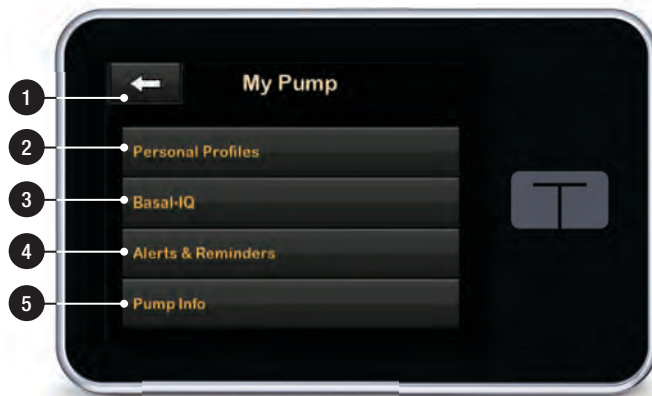 1
My Pump
2
Personal Profiles
3
Basal-IQ
4
Alerts & Reminders
5
Pump Info
T